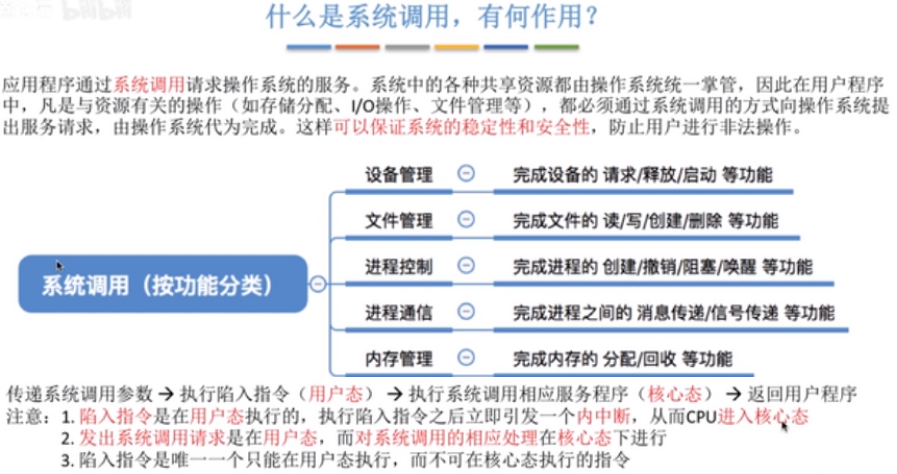 什么是系统调用，有何作用？
应用程序通过系统调用请求操作系统的服务。系统中的各种共享资源都由操作系统统一掌管，因此在用户程序
中，凡是与资源有关的操作（如存储分配、I/O操作、文件管理等），都必须通过系统调用的方式向操作系统提
出服务请求，由操作系统代为完成。这样可以保证系统的稳定性和安全性，防止用户进行非法操作。
设备管理 完成设备的 请求/释放/启动 等功能
文件管理 完成文件的 读/写/创建/删除 等功能
系统调用（按功能分类）
进程控制 完成进程的 创建/撤销/阻塞/唤醒 等功能
进程通信 完成进程之间的 消息传递/信号传递 等功能
内存管理 完成内存的 分配/回收 等功能
传递系统调用参数 → 执行陷入指令（用户态） → 执行系统调用相应服务程序（核心态） → 返回用户程序
注意：1. 陷入指令是在用户态执行的，执行陷入指令之后立即引发一个内中断，从而CPU进入核心态
2. 发出系统调用请求是在用户态，而对系统调用的相应处理在核心态下进行
3. 陷入指令是唯一一个只能在用户态执行，而不可在核心态执行的指令